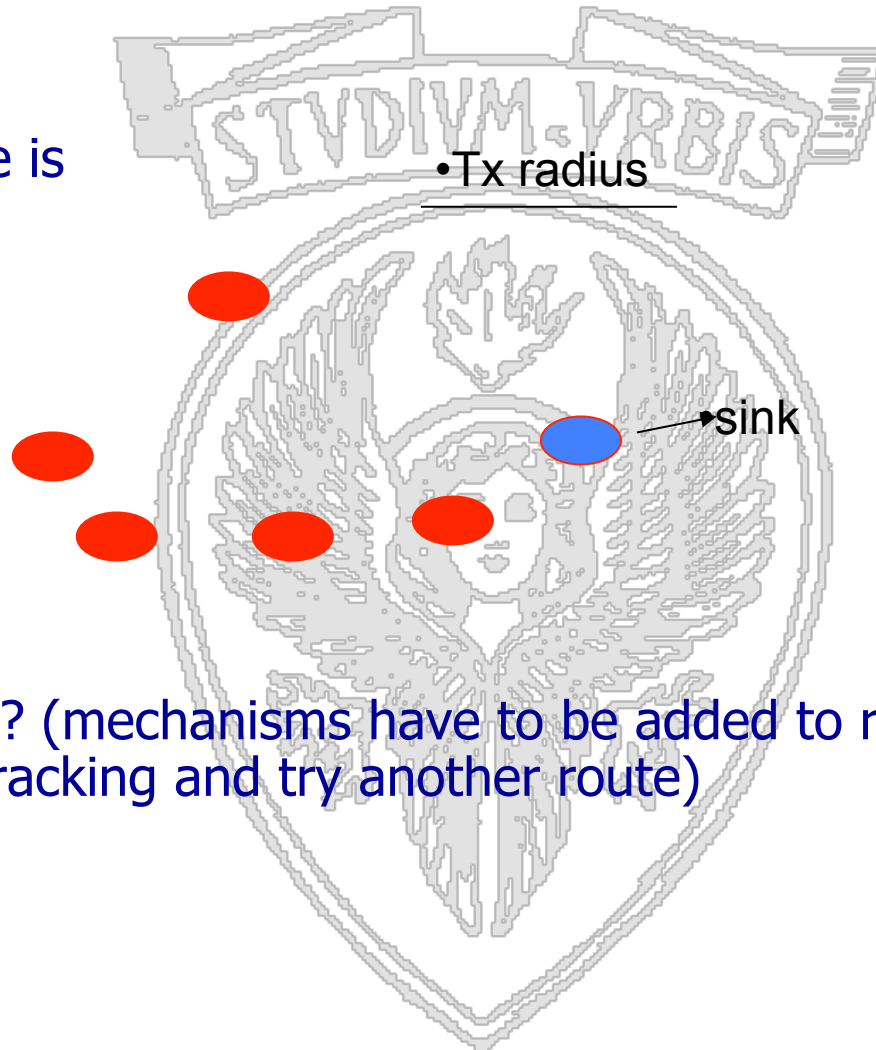 STVDIVM VRBIS
e is
•Tx radius
•sink
? (mechanisms have to be added to r
racking and try another route)